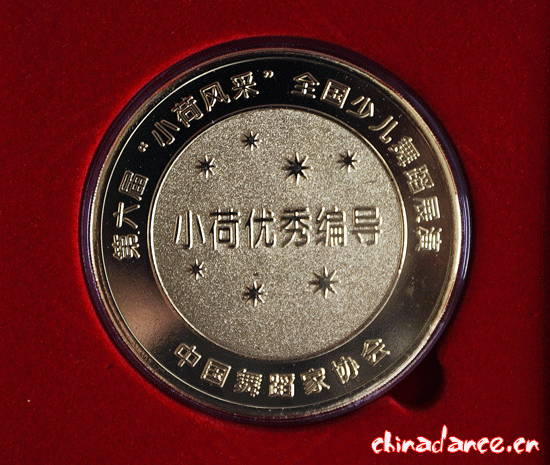 第六届“小荷风采”全国少儿舞蹈展演
小荷优秀编导
中国舞蹈家协会
chinadance.cn